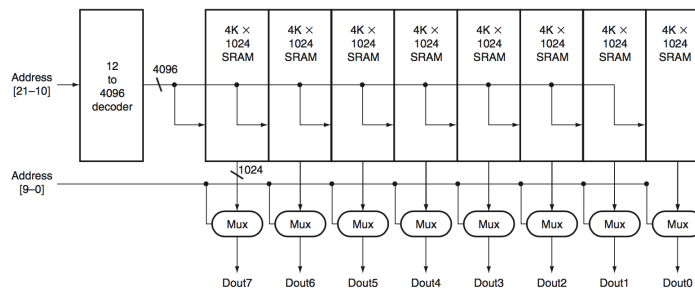 Address
[21–10]
12
to
4096
decoder
4096
4K ×
1024
SRAM
4K ×
1024
SRAM
4K ×
1024
SRAM
4K ×
1024
SRAM
4K ×
1024
SRAM
4K ×
1024
SRAM
4K ×
1024
SRAM
4K ×
1024
SRAM
Address
[9–0]
1024
Mux Mux Mux Mux Mux Mux Mux Mux
Dout7 Dout6 Dout5 Dout4 Dout3 Dout2 Dout1 Dout0